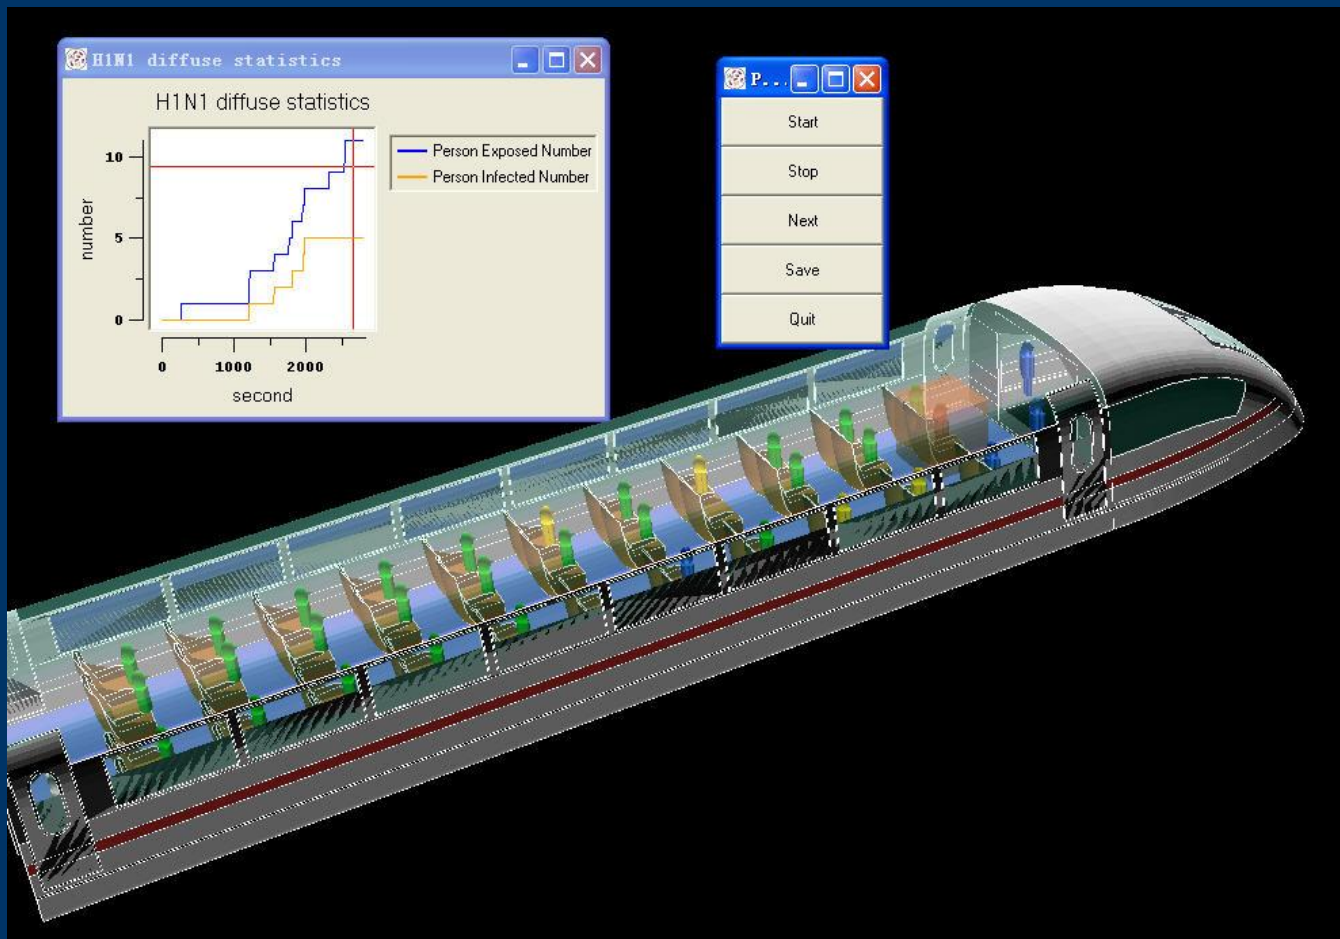 H1N1 diffuse statistics
H1N1 diffuse statistics
Person Exposed Number
Person Infected Number
number
10
5
0
0 1000 2000
second
P...
Start
Stop
Next
Save
Quit